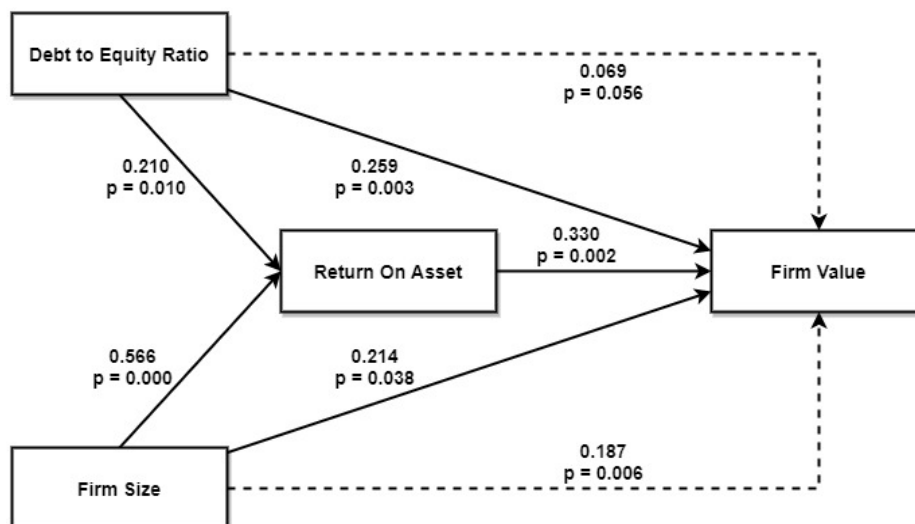 Debt to Equity Ratio
0.069
p = 0.056
0.210
p = 0.010
0.259
p = 0.003
0.330
p = 0.002
Return On Asset
Firm Value
0.566
p = 0.000
0.214
p = 0.038
0.187
p = 0.006
Firm Size